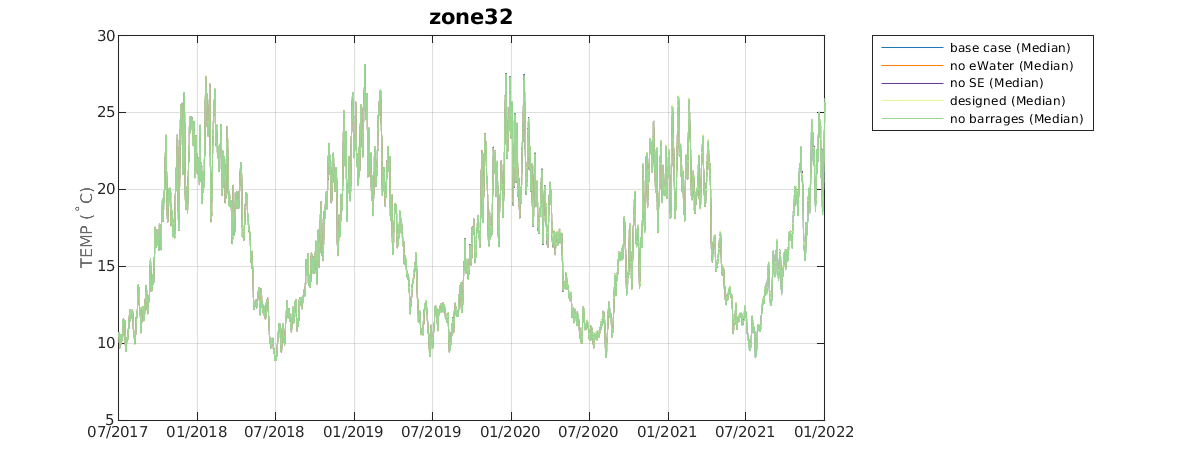 zone32
30
25
20
15
10
5
TEMP (°C)
07/2017 01/2018 07/2018 01/2019 07/2019 01/2020 07/2020 01/2021 07/2021 01/2022
base case (Median)
no eWater (Median)
no SE (Median)
designed (Median)
no barrages (Median)